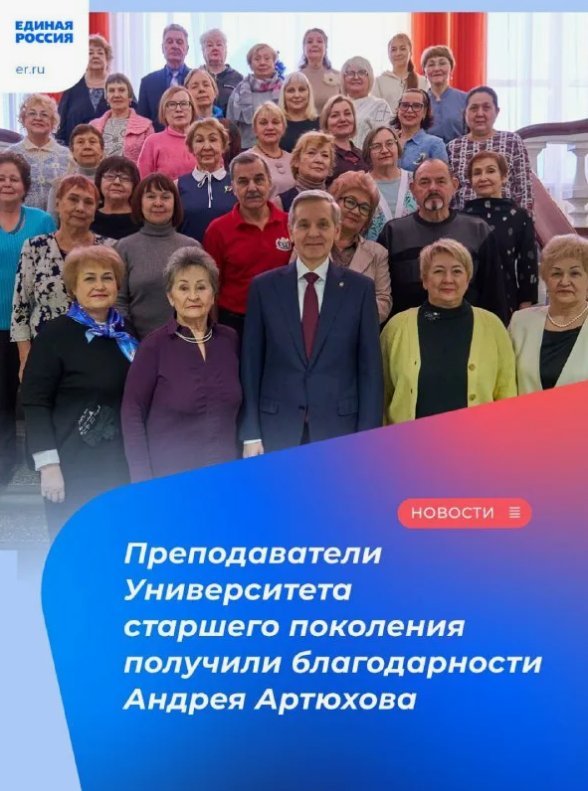 ЕДИНАЯ
РОССИЯ
er.ru
НОВОСТИ
Преподаватели
Университета
старшего поколения
получили благодарности
Андрея Артюхова